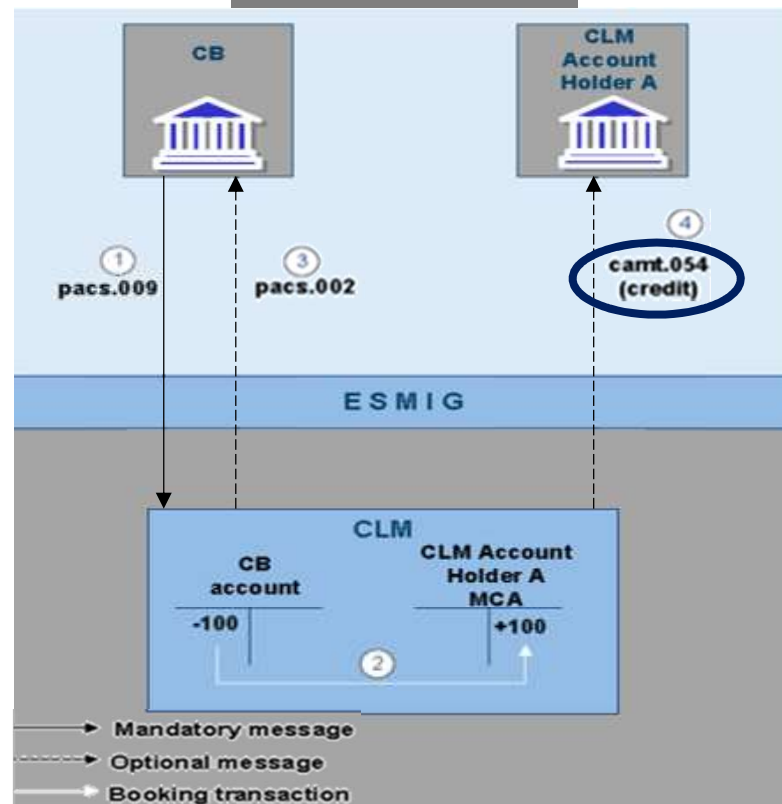 CB
CLM
Account
Holder A
1
pacs.009
3
pacs.002
4
camt.054
(credit)
ESMIG
CLM
CB
account
CLM Account
Holder A
MCA
-100
+100
2
Mandatory message
Optional message
Booking transaction